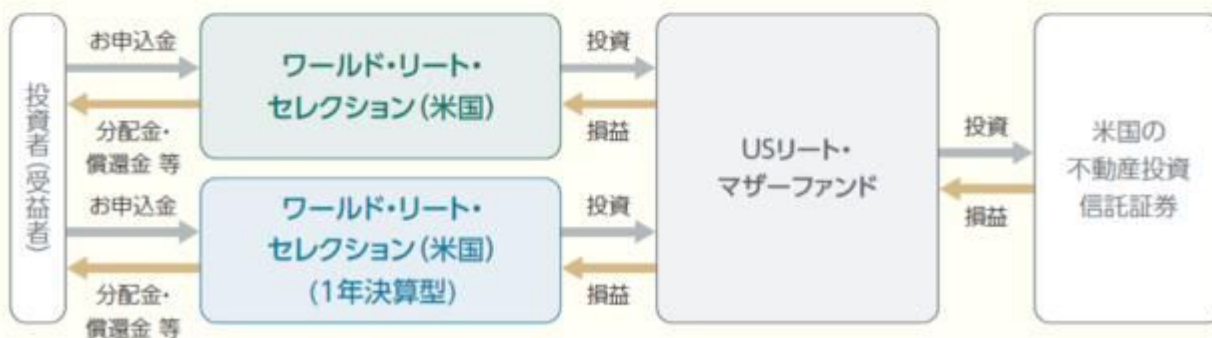 投資者(受益者)
お申込金
分配金・
償還金 等
ワールド・リート・
セレクション(米国)
投資
損益
お申込金
分配金・
償還金 等
ワールド・リート・
セレクション(米国)
(1年決算型)
投資
損益
USリート・
マザーファンド
投資
損益
米国の
不動産投資
信託証券